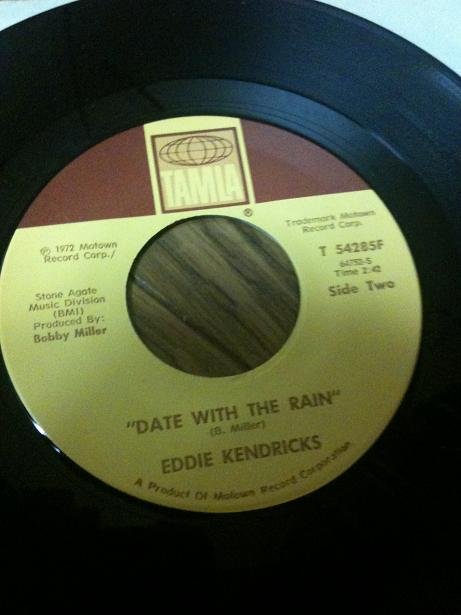 TAMLA
®
℗ 1972 Motown
Record Corp./
Trademark Motown
Record Corp.
T 54285F
Time 2:42
Side Two
Stone Agate
Music Division
(BMI)
Produced By:
Bobby Miller
"DATE WITH THE RAIN"
(B. Miller)
EDDIE KENDRICKS
A Product Of Motown Record Corporation